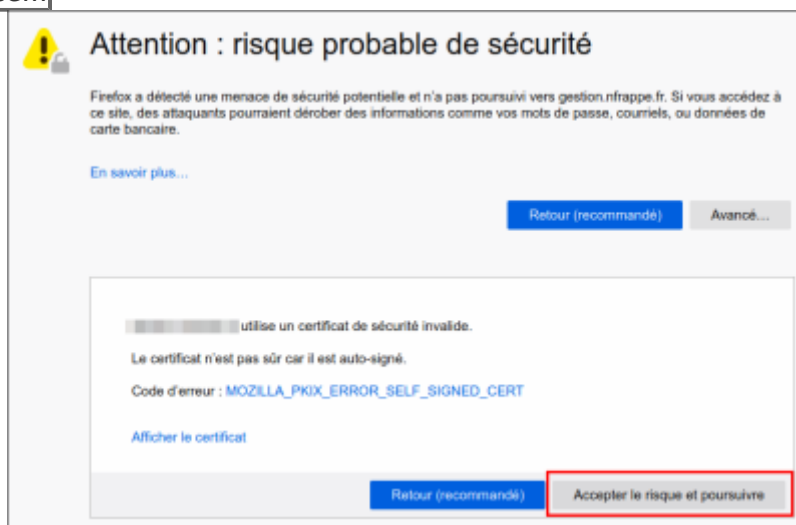 Attention : risque probable de sécurité
Firefox a détecté une menace de sécurité potentielle et n'a pas poursuivi vers gestion.nfrappe.fr. Si vous accédez à
ce site, des attaquants pourraient dérober des informations comme vos mots de passe, courriels, ou données de
carte bancaire.
En savoir plus…
Retour (recommandé) Avancé…
utilise un certificat de sécurité invalide.
Le certificat n'est pas sûr car il est auto-signé.
Code d'erreur : MOZILLA_PKIX_ERROR_SELF_SIGNED_CERT
Afficher le certificat
Retour (recommandé) Accepter le risque et poursuivre